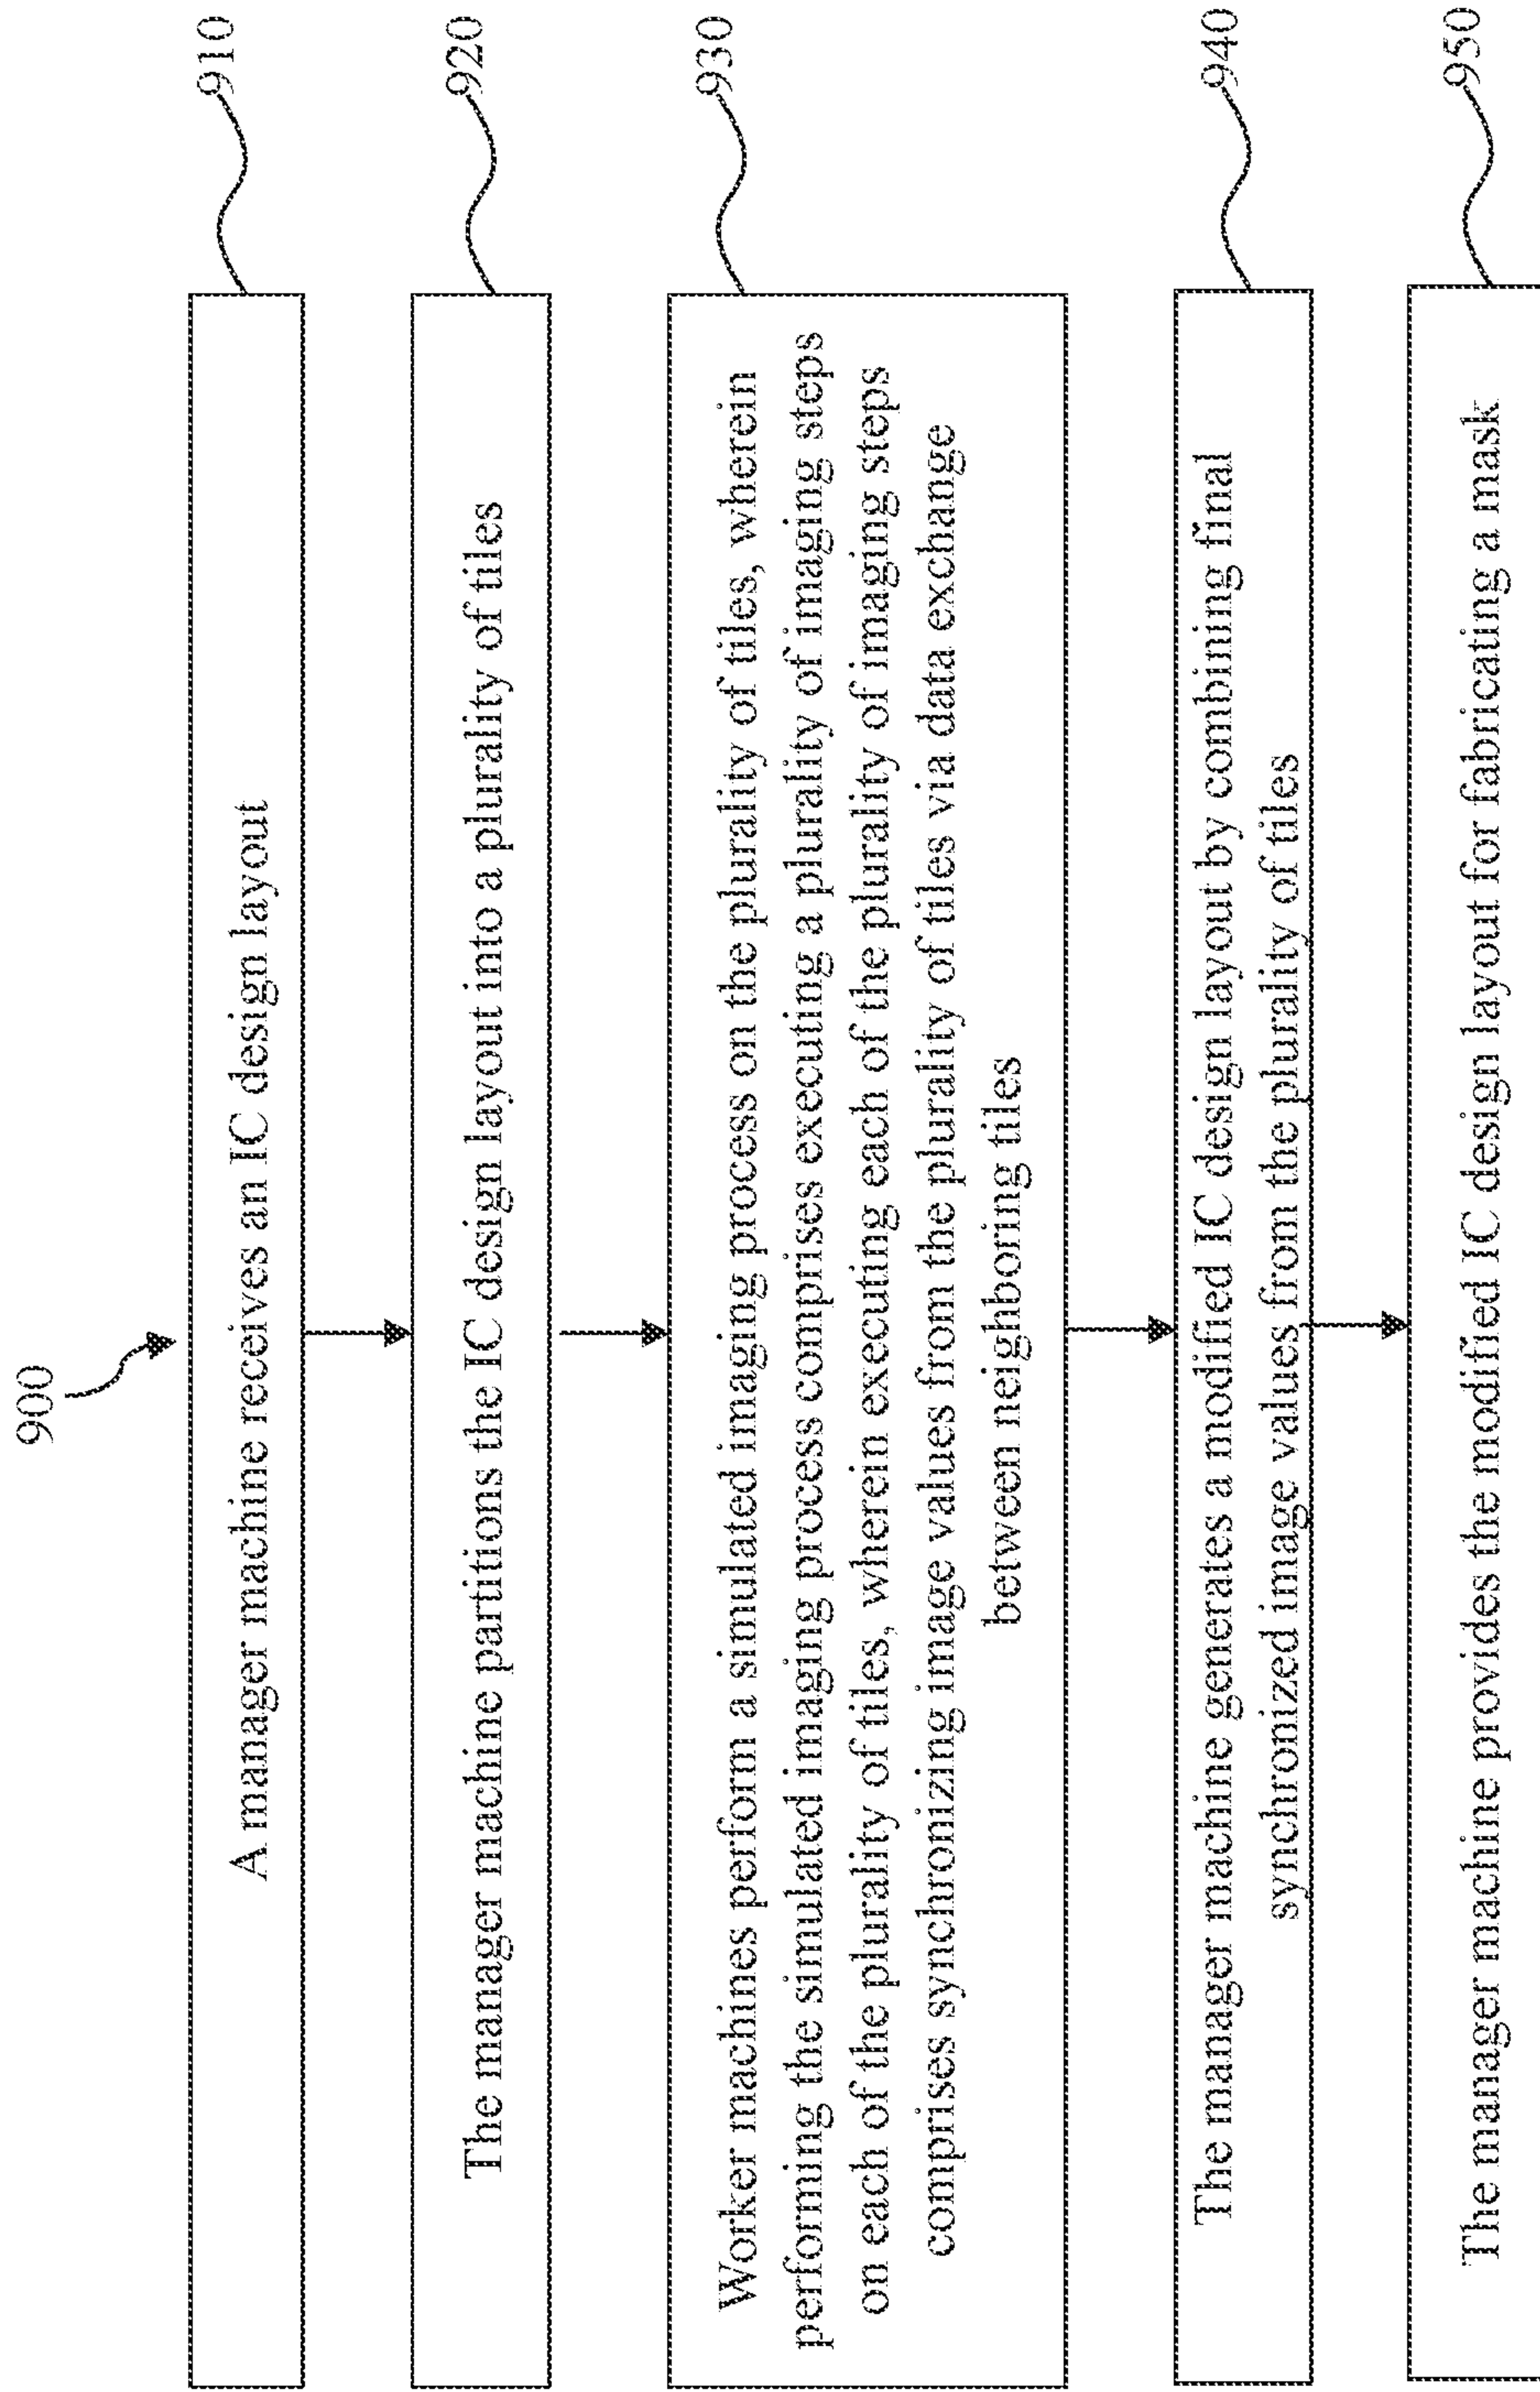 900
A manager machine receives an IC design layout
910
The manager machine partitions the IC design layout into a plurality of tiles
920
Worker machines perform a simulated imaging process on the plurality of tiles, wherein
performing the simulated imaging process comprises executing a plurality of imaging steps
on each of the plurality of tiles, wherein executing each of the plurality of imaging steps
comprises synchronizing image values from the plurality of tiles via data exchange
between neighboring tiles
930
The manager machine generates a modified IC design layout by combining final
synchronized image values from the plurality of tiles
940
The manager machine provides the modified IC design layout for fabricating a mask
950